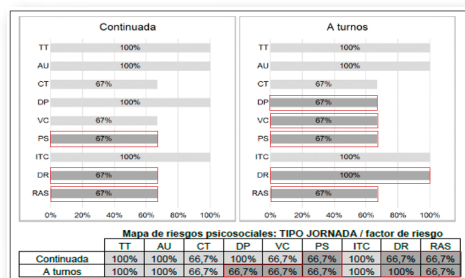 Continuada
TT 100%
AU 100%
CT 67%
DP 100%
VC 67%
PS 67%
ITC 100%
DR 67%
RAS 67%
0% 20% 40% 60% 80% 100%
A turnos
TT 100%
AU 100%
CT 67%
DP 67%
VC 67%
PS 67%
ITC 100%
DR 100%
RAS 67%
0% 20% 40% 60% 80% 100%
Mapa de riesgos psicosociales: TIPO JORNADA / factor de riesgo
TT AU CT DP VC PS ITC DR RAS
Continuada 100% 100% 66,7% 100% 66,7% 66,7% 100% 66,7% 66,7%
A turnos 100% 100% 66,7% 66,7% 66,7% 66,7% 100% 100% 66,7%